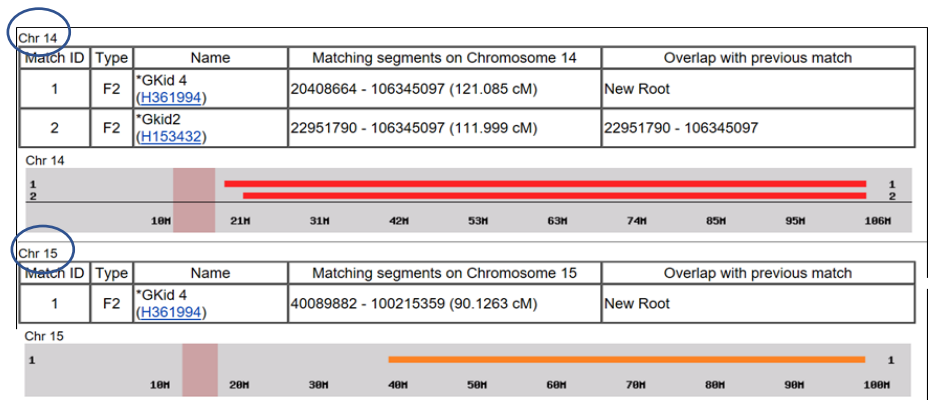 Chr 14
Match ID Type Name Matching segments on Chromosome 14 Overlap with previous match
1 F2 *GKid 4 (H361994) 20408664 - 106345097 (121.085 cM) New Root
2 F2 *Gkid2 (H153432) 22951790 - 106345097 (111.999 cM) 22951790 - 106345097
Chr 14
1 1
2 2
10M 21M 31M 42M 53M 63M 74M 85M 95M 106M
Chr 15
Match ID Type Name Matching segments on Chromosome 15 Overlap with previous match
1 F2 *GKid 4 (H361994) 40089882 - 100215359 (90.1263 cM) New Root
Chr 15
1 1
10M 20M 30M 40M 50M 60M 70M 80M 90M 100M